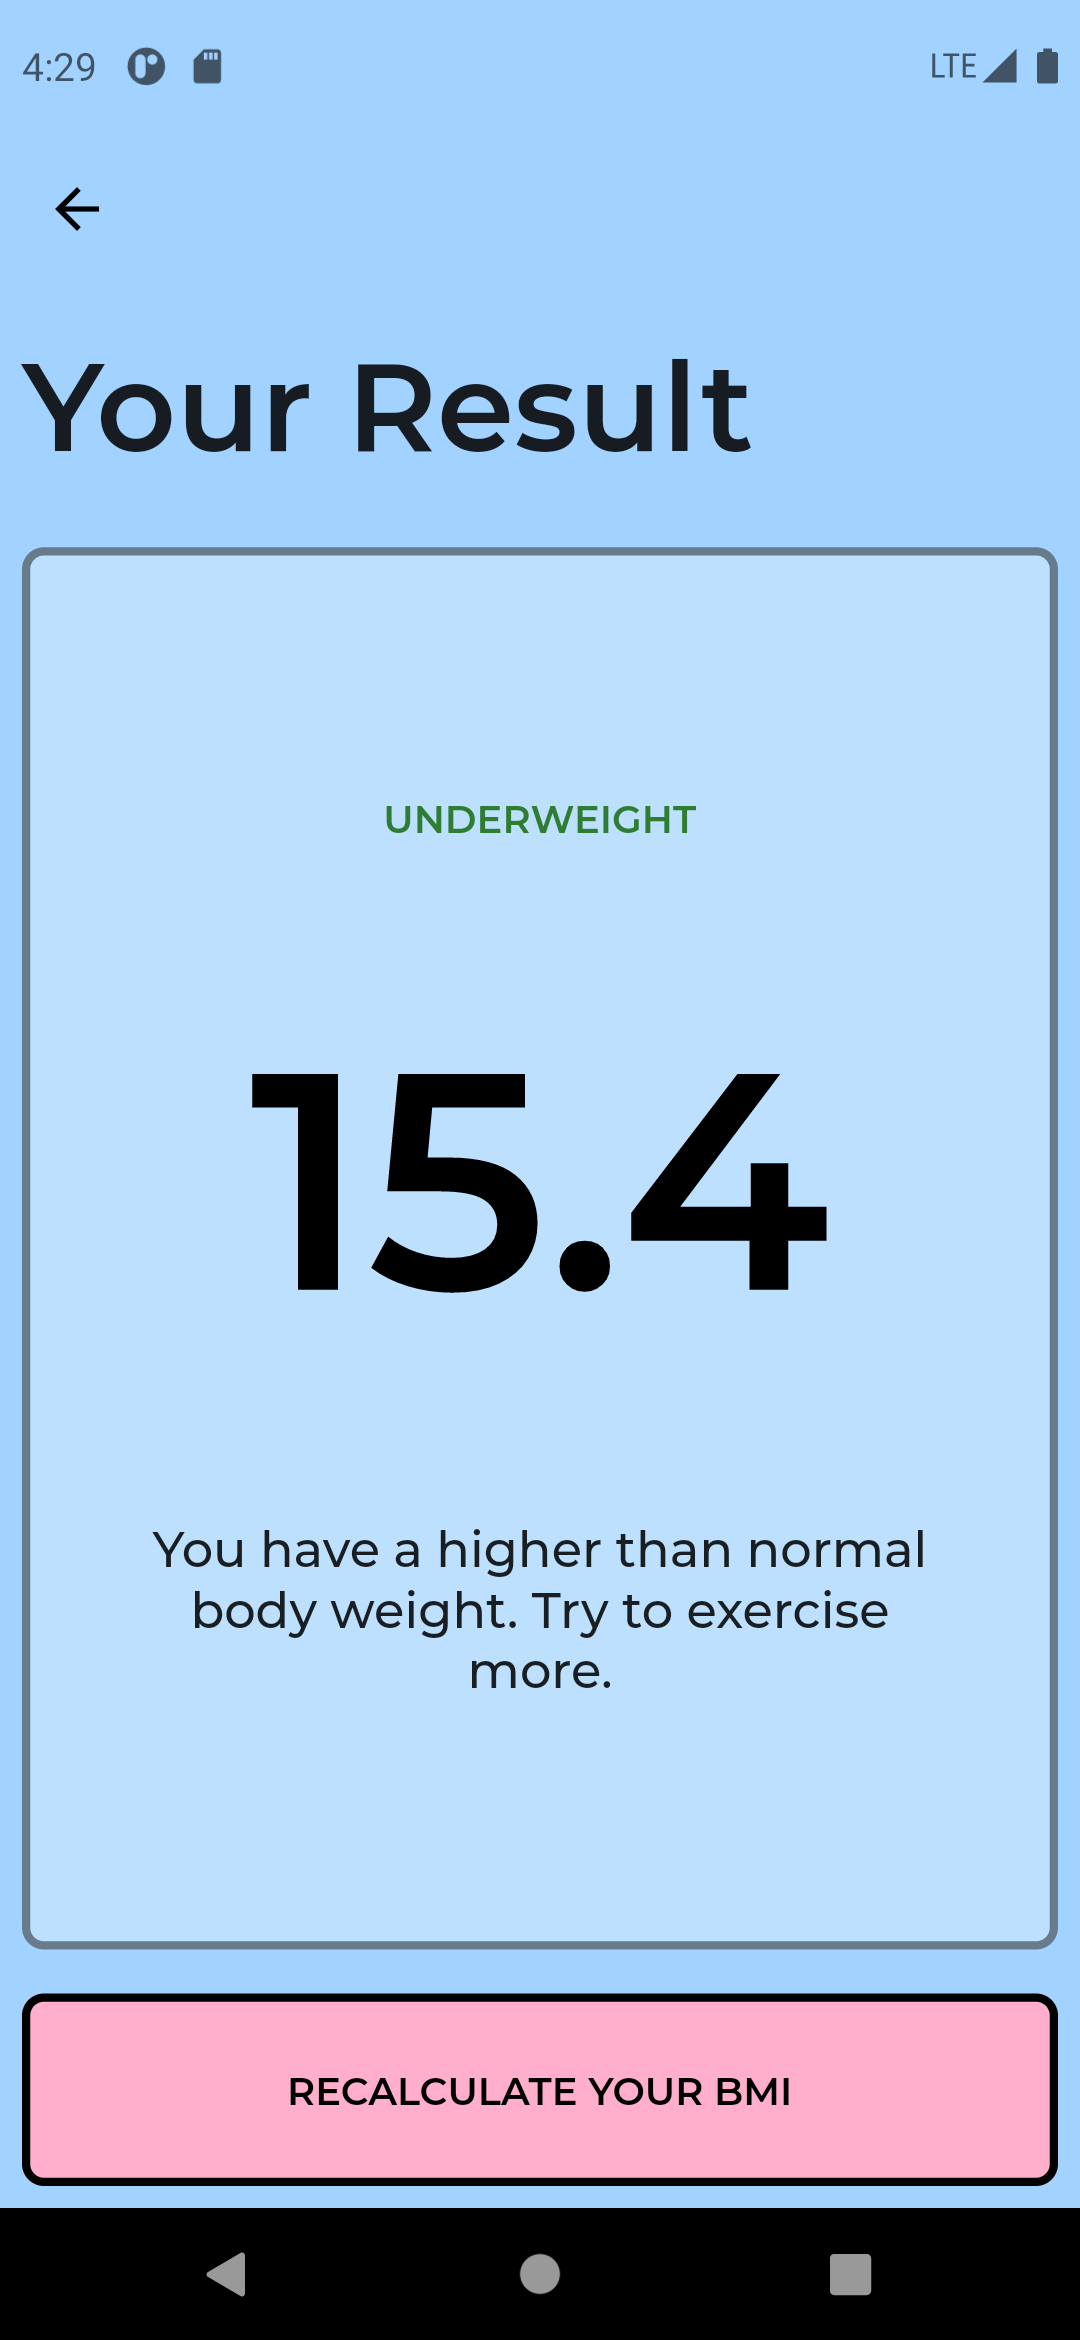 4:29
LTE
Your Result
UNDERWEIGHT
15.4
You have a higher than normal
body weight. Try to exercise
more.
RECALCULATE YOUR BMI